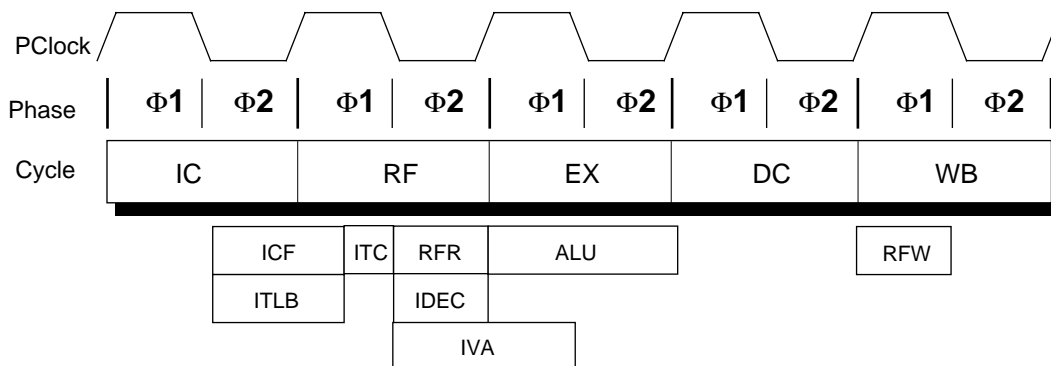 PClock
Phase Φ1 Φ2 Φ1 Φ2 Φ1 Φ2 Φ1 Φ2 Φ1 Φ2
Cycle IC RF EX DC WB
ICF ITC RFR ALU RFW
ITLB IDEC
IVA